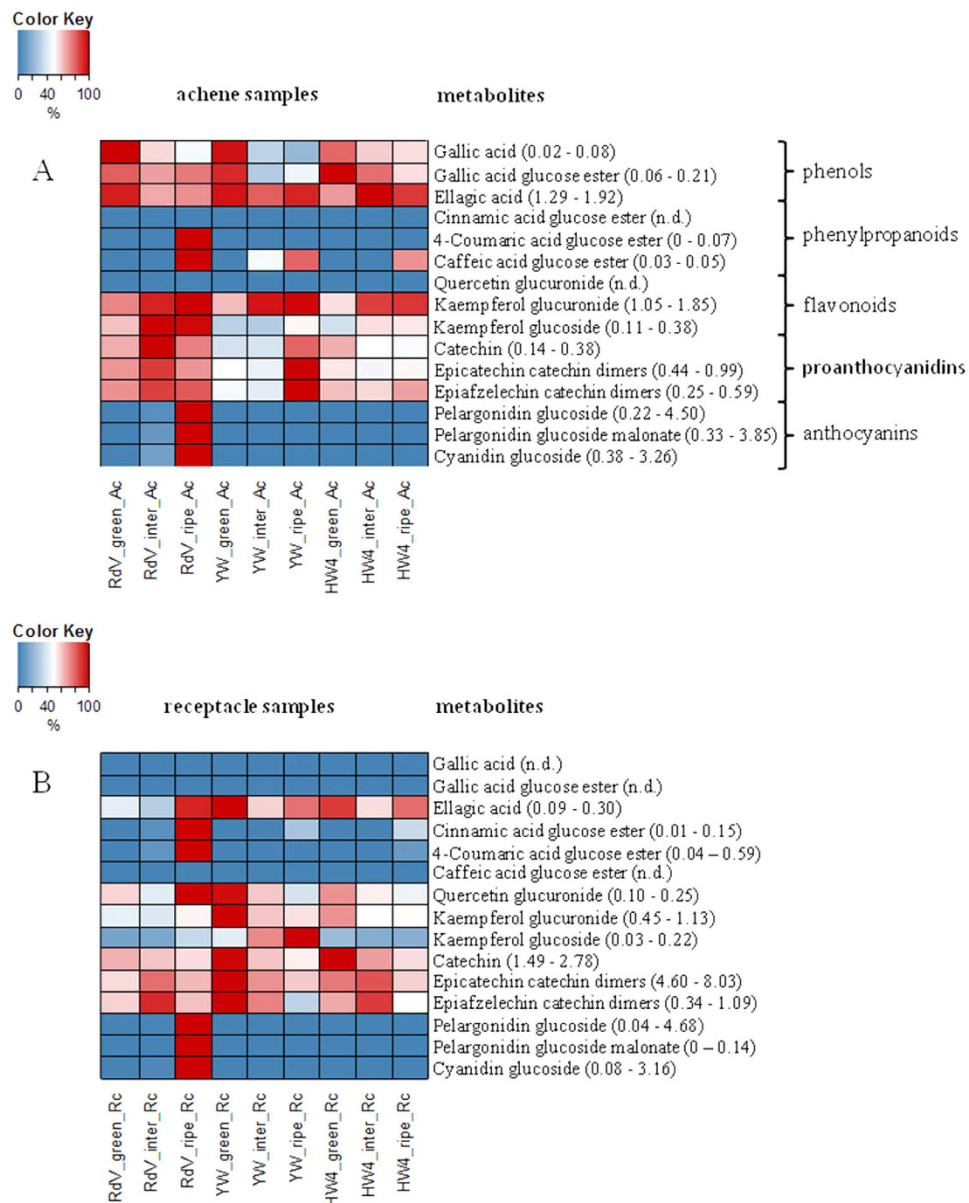 Color Key
0 40 100
%
achene samples metabolites
A
Gallic acid (0.02 - 0.08)
Gallic acid glucose ester (0.06 - 0.21)
Ellagic acid (1.29 - 1.92)
Cinnamic acid glucose ester (n.d.)
4-Coumaric acid glucose ester (0 - 0.07)
Caffeic acid glucose ester (0.03 - 0.05)
Quercetin glucuronide (n.d.)
Kaempferol glucuronide (1.05 - 1.85)
Kaempferol glucoside (0.11 - 0.38)
Catechin (0.14 - 0.38)
Epicatechin catechin dimers (0.44 - 0.99)
Epiafzelechin catechin dimers (0.25 - 0.59)
Pelargonidin glucoside (0.22 - 4.50)
Pelargonidin glucoside malonate (0.33 - 3.85)
Cyanidin glucoside (0.38 - 3.26)
phenols
phenylpropanoids
flavonoids
proanthocyanidins
anthocyanins
RdV_green_Ac
RdV_inter_Ac
RdV_ripe_Ac
YW_green_Ac
YW_inter_Ac
YW_ripe_Ac
HW4_green_Ac
HW4_inter_Ac
HW4_ripe_Ac
Color Key
0 40 100
%
receptacle samples metabolites
B
Gallic acid (n.d.)
Gallic acid glucose ester (n.d.)
Ellagic acid (0.09 - 0.30)
Cinnamic acid glucose ester (0.01 - 0.15)
4-Coumaric acid glucose ester (0.04 – 0.59)
Caffeic acid glucose ester (n.d.)
Quercetin glucuronide (0.10 - 0.25)
Kaempferol glucuronide (0.45 - 1.13)
Kaempferol glucoside (0.03 - 0.22)
Catechin (1.49 - 2.78)
Epicatechin catechin dimers (4.60 - 8.03)
Epiafzelechin catechin dimers (0.34 - 1.09)
Pelargonidin glucoside (0.04 - 4.68)
Pelargonidin glucoside malonate (0 – 0.14)
Cyanidin glucoside (0.08 - 3.16)
RdV_green_Rc
RdV_inter_Rc
RdV_ripe_Rc
YW_green_Rc
YW_inter_Rc
YW_ripe_Rc
HW4_green_Rc
HW4_inter_Rc
HW4_ripe_Rc